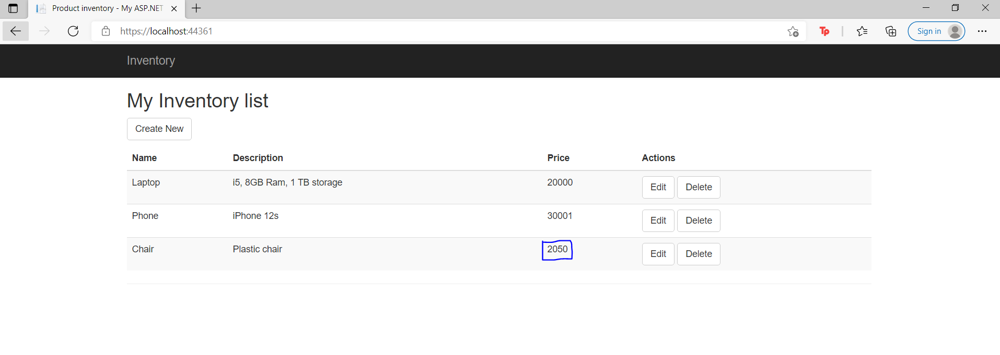 Product inventory - My ASP.NET
https://localhost:44361
Tp
Sign in
Inventory
My Inventory list
Create New
Name Description Price Actions
Laptop i5, 8GB Ram, 1 TB storage 20000 Edit Delete
Phone iPhone 12s 30001 Edit Delete
Chair Plastic chair 2050 Edit Delete